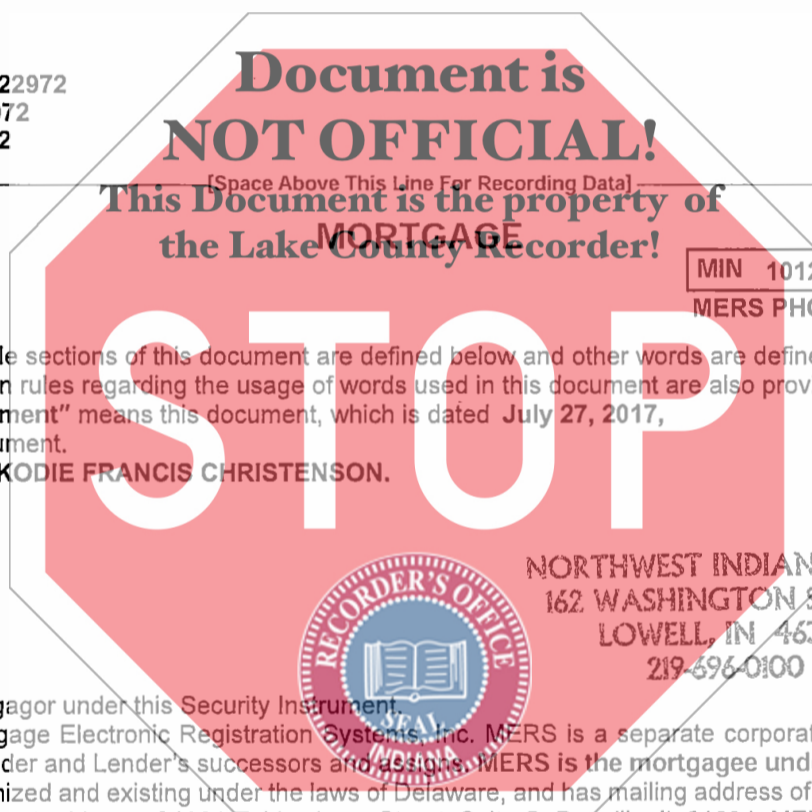 22972
72
2
Document is
NOT OFFICIAL!
[Space Above This Line For Recording Data]
This Document is the property of
MORTGAGE
the Lake County Recorder!
MIN 1012
MERS PHO
STOP
le sections of this document are defined below and other words are define
n rules regarding the usage of words used in this document are also prov
ment" means this document, which is dated July 27, 2017,
ument.
KODIE FRANCIS CHRISTENSON.
NORTHWEST INDIAN
162 WASHINGTON S
LOWELL, IN 463
219-696-0100
RECORDER'S OFFICE
SEAL
INDIANA
gagor under this Security Instrument.
gage Electronic Registration Systems, Inc. MERS is a separate corporat
der and Lender's successors and assigns. MERS is the mortgagee und
ized and existing under the laws of Delaware, and has mailing address of